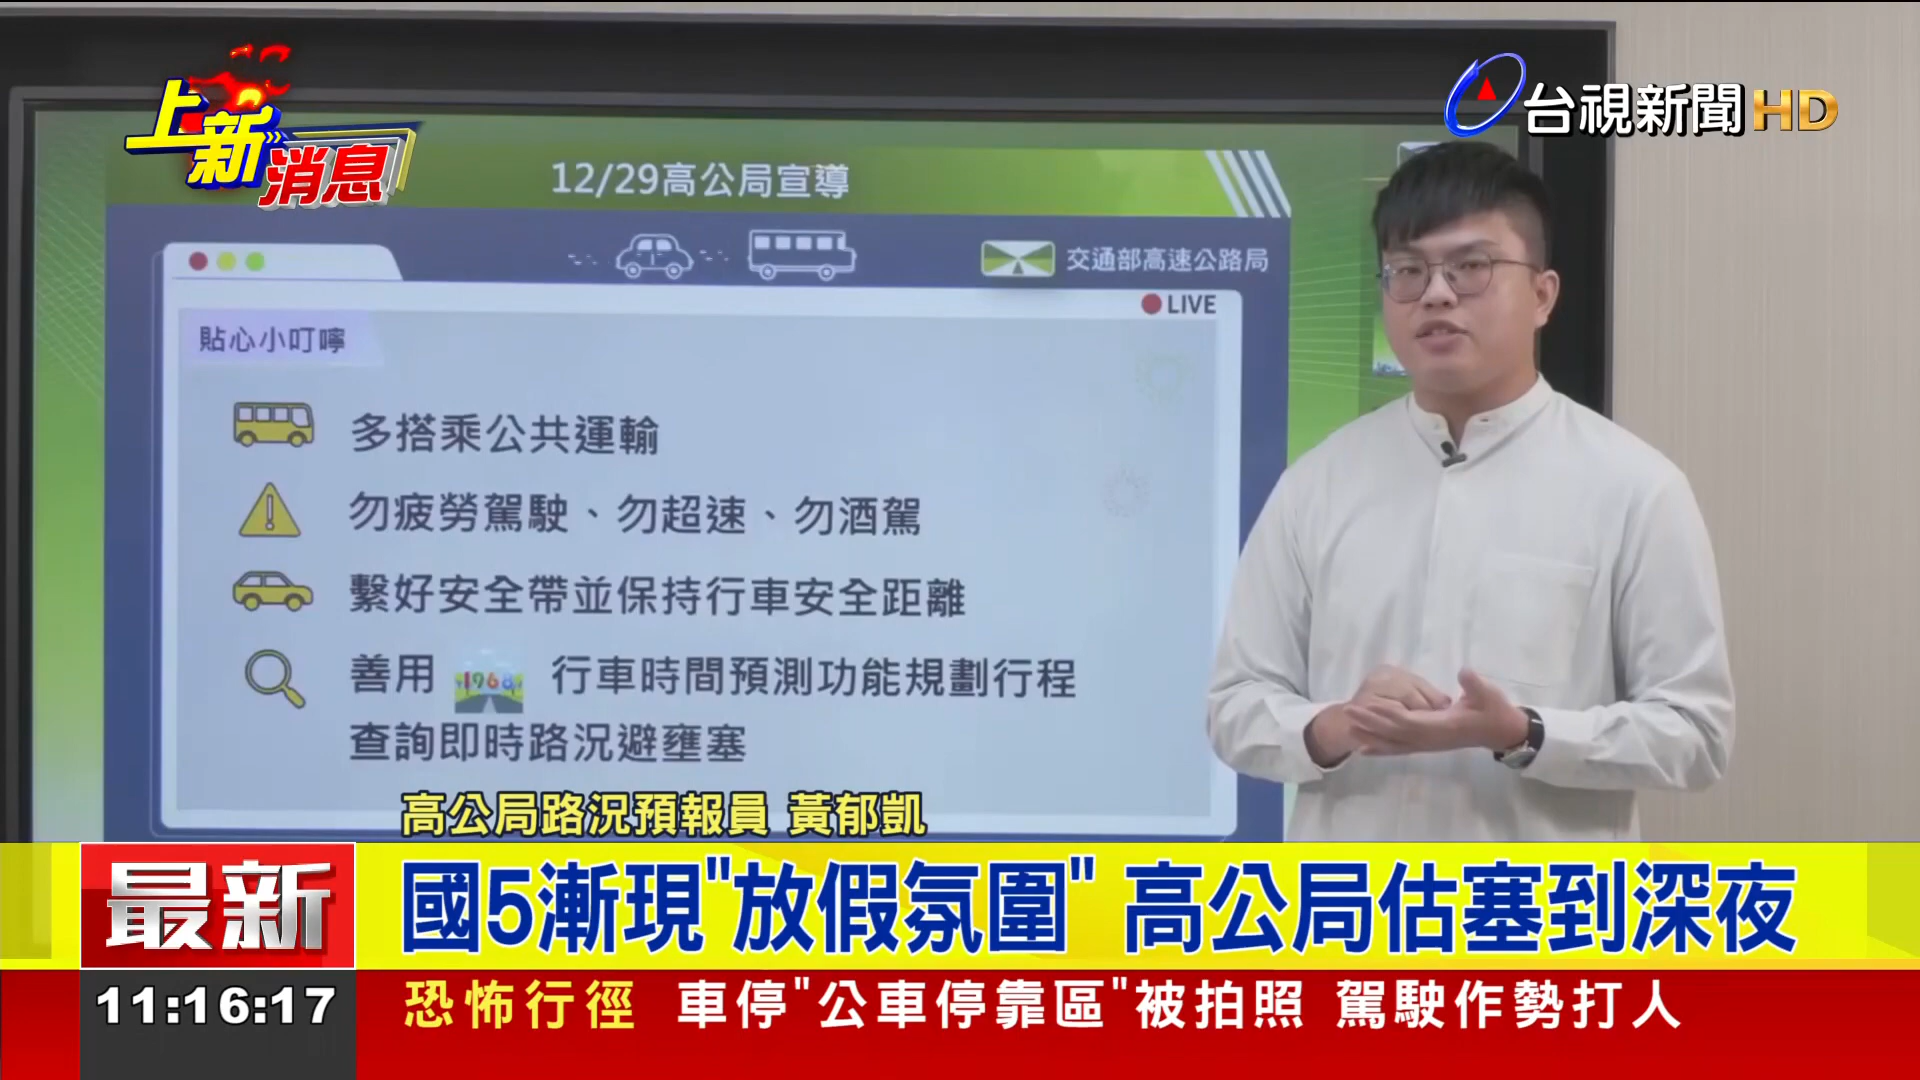 上新消息
台視新聞HD
12/29高公局宣導
交通部高速公路局
LIVE
貼心小叮嚀
多搭乘公共運輸
勿疲勞駕駛、勿超速、勿酒駕
繫好安全帶並保持行車安全距離
善用 1968 行車時間預測功能規劃行程
查詢即時路況避壅塞
高公局路況預報員 黃郁凱
最新
國5漸現"放假氛圍" 高公局估塞到深夜
11:16:17
恐怖行徑 車停"公車停靠區"被拍照 駕駛作勢打人